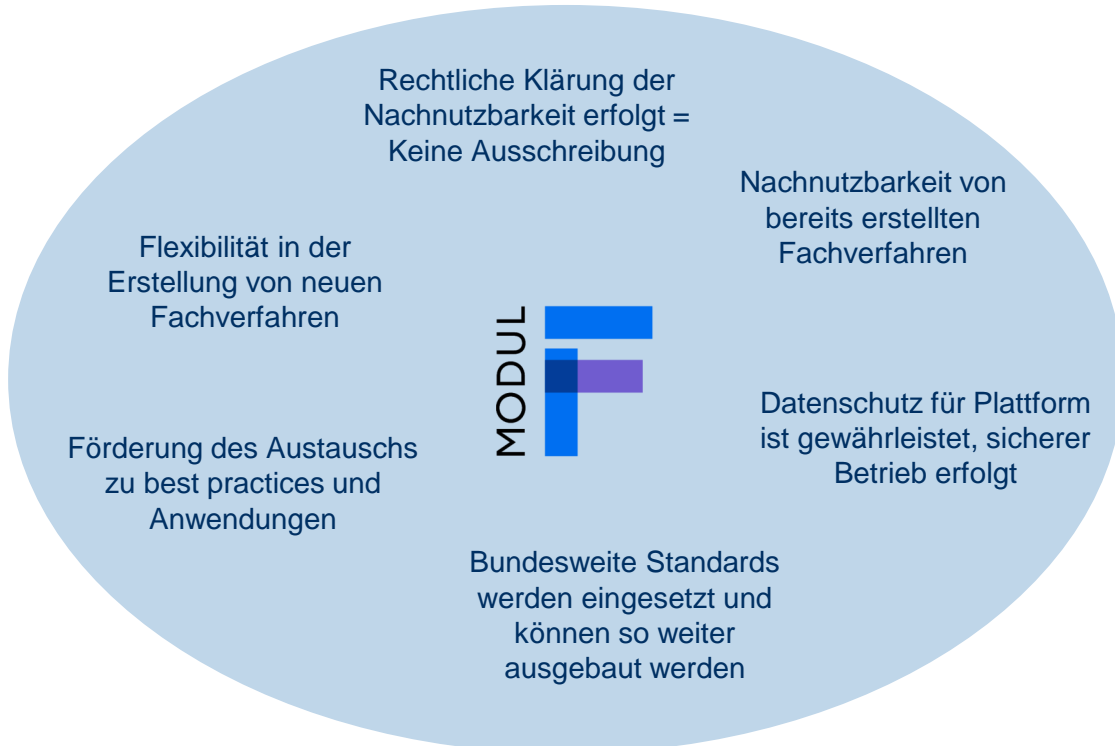 Rechtliche Klärung der
Nachnutzbarkeit erfolgt =
Keine Ausschreibung
Nachnutzbarkeit von
bereits erstellten
Fachverfahren
Flexibilität in der
Erstellung von neuen
Fachverfahren
MODUL
F
Datenschutz für Plattform
ist gewährleistet, sicherer
Betrieb erfolgt
Förderung des Austauschs
zu best practices und
Anwendungen
Bundesweite Standards
werden eingesetzt und
können so weiter
ausgebaut werden